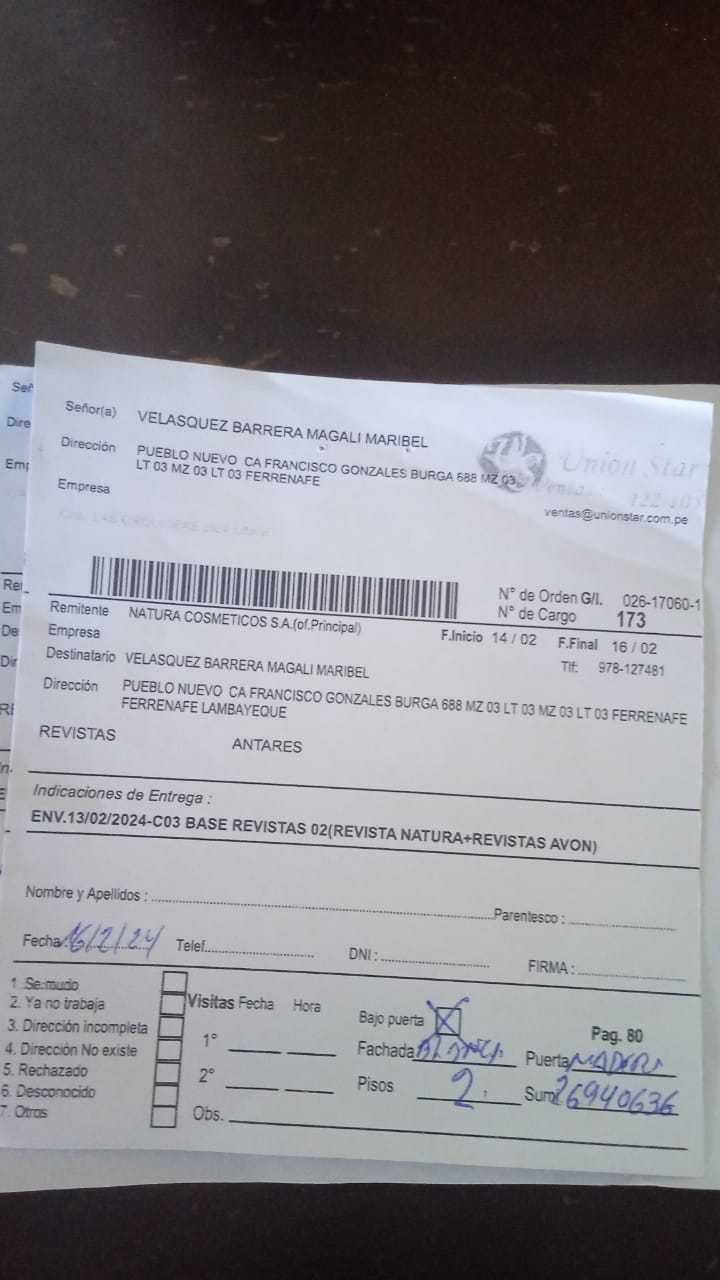 Señor(a) VELASQUEZ BARRERA MAGALI MARIBEL
Dirección PUEBLO NUEVO CA FRANCISCO GONZALES BURGA 688 MZ 03
LT 03 MZ 03 LT 03 FERRENAFE
Union Star
Empresa
ventas@unionstar.com.pe
N° de Orden G/I. 026-17060-1
N° de Cargo 173
Remitente NATURA COSMETICOS S.A.(of.Principal)
Empresa F.Inicio 14 / 02 F.Final 16 / 02
Destinatario VELASQUEZ BARRERA MAGALI MARIBEL Tlf: 978-127481
Dirección PUEBLO NUEVO CA FRANCISCO GONZALES BURGA 688 MZ 03 LT 03 MZ 03 LT 03 FERRENAFE
FERRENAFE LAMBAYEQUE
REVISTAS ANTARES
Indicaciones de Entrega :
ENV.13/02/2024-C03 BASE REVISTAS 02(REVISTA NATURA+REVISTAS AVON)
Nombre y Apellidos : Parentesco :
Fecha 16/2/24 Telef. DNI : FIRMA :
1 Se mudo
2. Ya no trabaja Visitas Fecha Hora Bajo puerta X Pag. 80
3. Dirección incompleta
4. Dirección No existe 1° Fachada BLANCA Puerta MADERA
5. Rechazado
6. Desconocido 2° Pisos 2 Sum 26940636
7. Otros Obs.